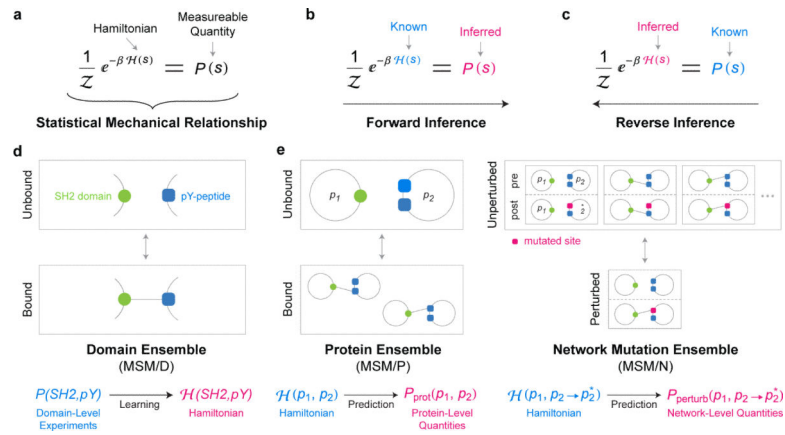 a
Hamiltonian
Measureable
Quantity
1/Z e^{-β H(s)} = P(s)
Statistical Mechanical Relationship
b
Known
Inferred
1/Z e^{-β H(s)} = P(s)
Forward Inference
c
Inferred
Known
1/Z e^{-β H(s)} = P(s)
Reverse Inference
d
Unbound
SH2 domain
pY-peptide
Bound
Domain Ensemble
(MSM/D)
P(SH2,pY)
Domain-Level
Experiments
Learning
H(SH2,pY)
Hamiltonian
e
Unbound
p1
p2
Bound
Protein Ensemble
(MSM/P)
H(p1, p2)
Hamiltonian
Prediction
Pprot(p1, p2)
Protein-Level
Quantities
Unperturbed
pre
p1
p2
post
p1
...
mutated site
Perturbed
Network Mutation Ensemble
(MSM/N)
H(p1, p2→p2*)
Hamiltonian
Prediction
Pperturb(p1, p2→p2*)
Network-Level Quantities